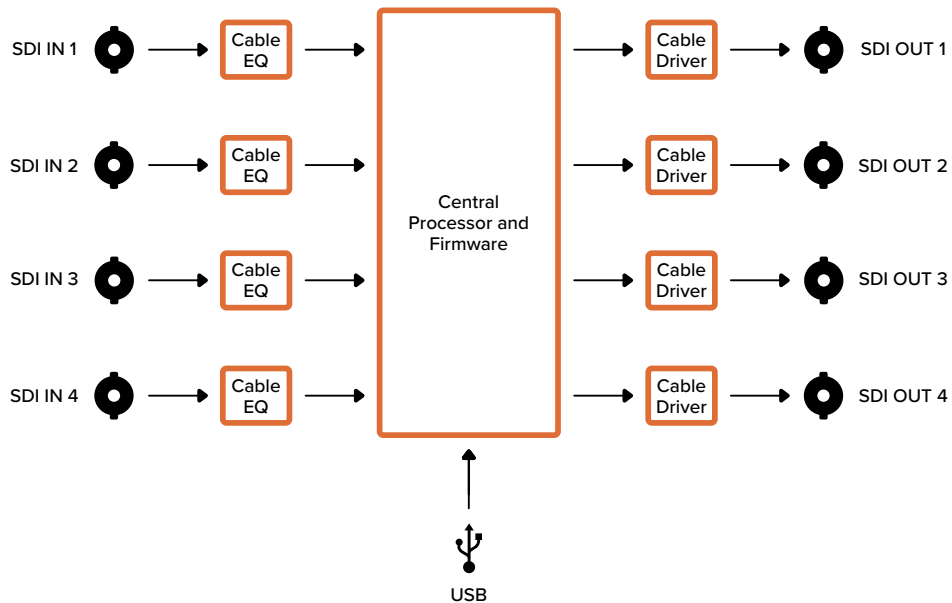 SDI IN 1
Cable
EQ
Cable
Driver
SDI OUT 1
SDI IN 2
Cable
EQ
Cable
Driver
SDI OUT 2
Central
Processor and
Firmware
SDI IN 3
Cable
EQ
Cable
Driver
SDI OUT 3
SDI IN 4
Cable
EQ
Cable
Driver
SDI OUT 4
USB